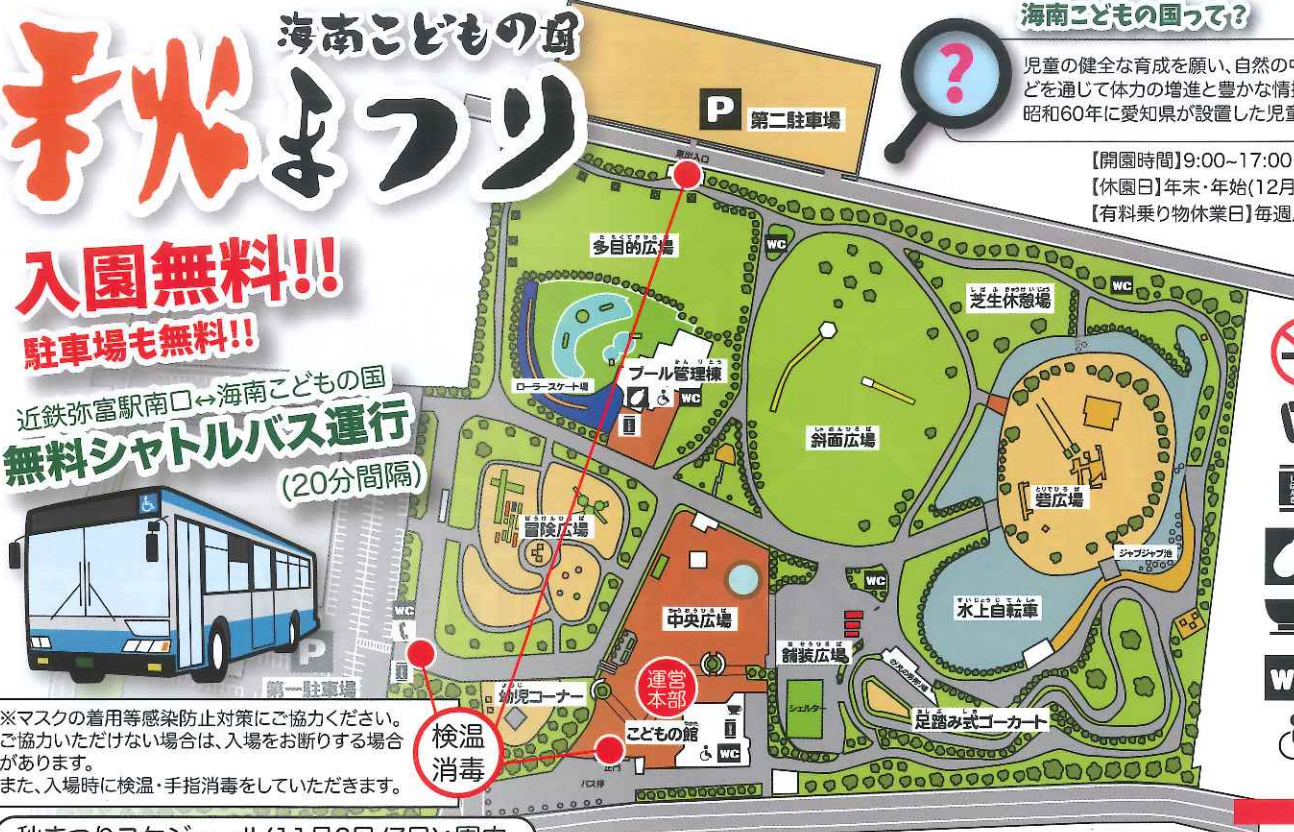 海南こどもの国
秋まつり
入園無料!!
駐車場も無料!!
近鉄弥富駅南口↔海南こどもの国
無料シャトルバス運行
(20分間隔)
海南こどもの国って?
?
児童の健全な育成を願い、自然の中
どを通じて体力の増進と豊かな情操
昭和60年に愛知県が設置した児童
【開園時間】9:00~17:00
【休園日】年末・年始(12月
【有料乗り物休業日】毎週
P 第二駐車場
多目的広場
WC
芝生休憩場
WC
ローラースケート場
プール管理棟
WC
斜面広場
砦広場
ジャブジャブ池
冒険広場
水上自転車
WC
中央広場
舗装広場
WC
P
第一駐車場
幼児コーナー
運営
本部
こどもの館
WC
シェルター
足踏み式ゴーカート
検温
消毒
正門
バス停
※マスクの着用等感染防止対策にご協力ください。
ご協力いただけない場合は、入場をお断りする場合
があります。
また、入場時に検温・手指消毒をしていただきます。